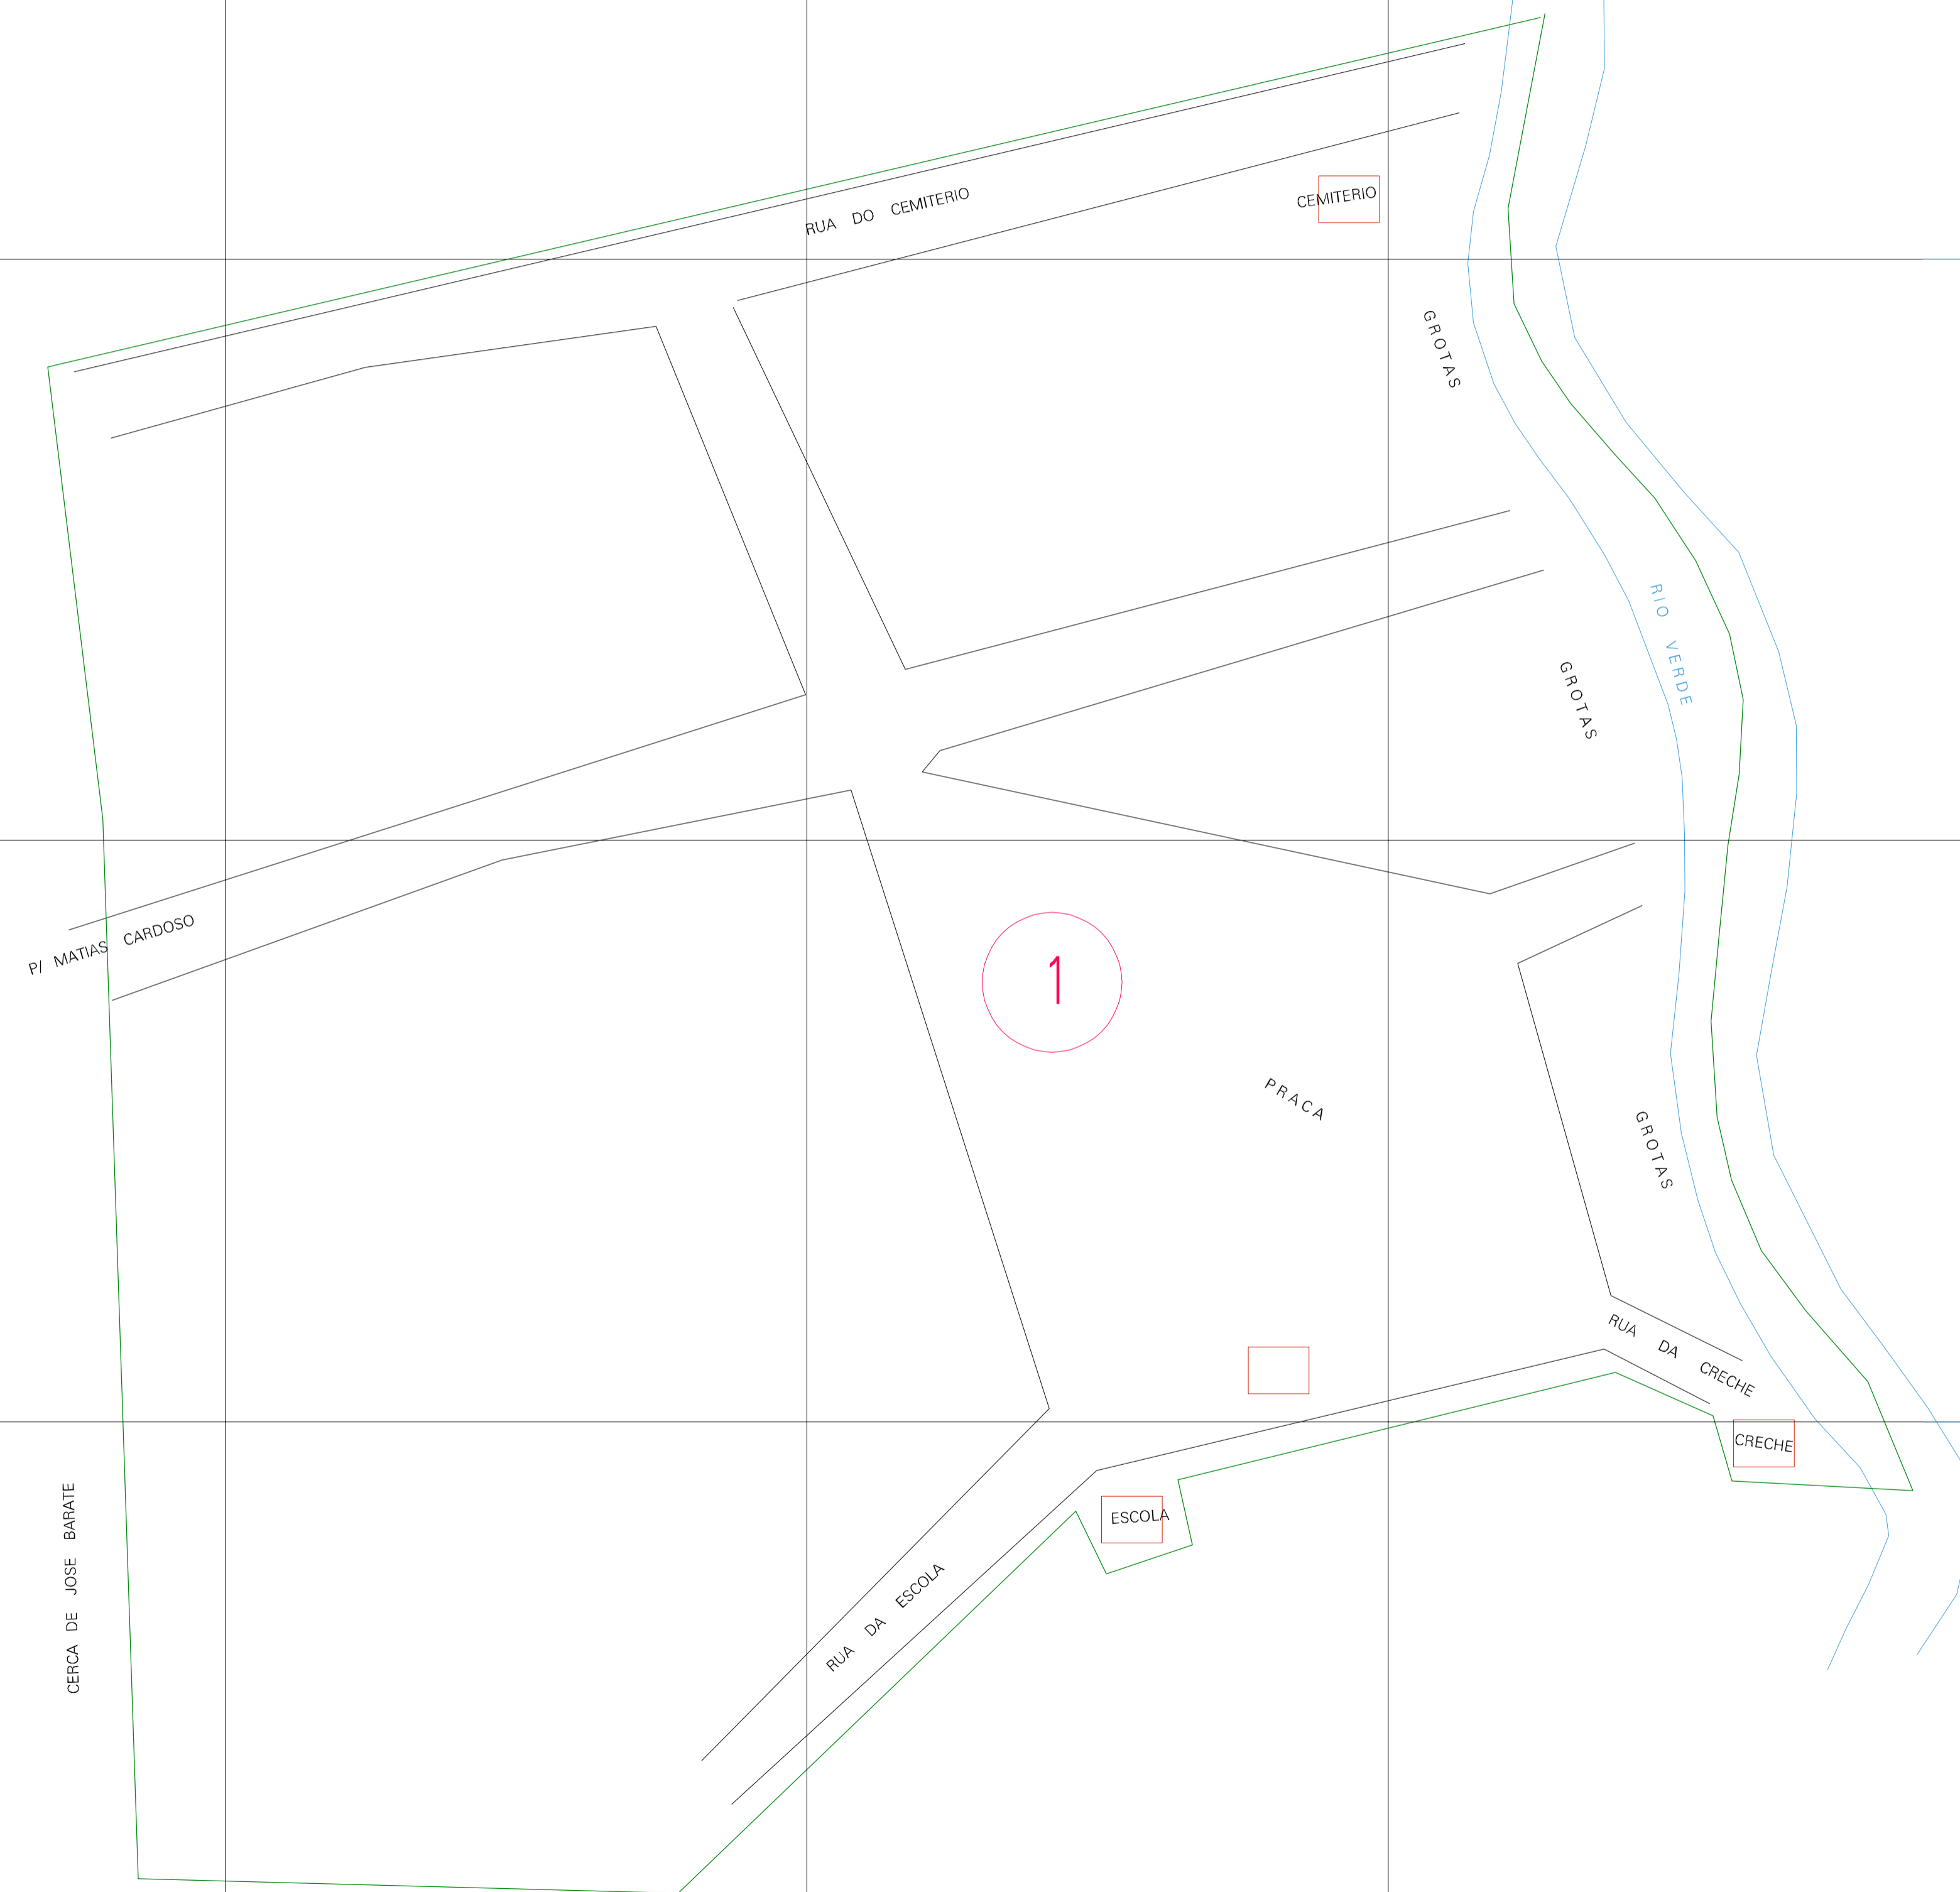 RUA DO CEMITERIO
CEMITERIO
GROTAS
RIO VERDE
GROTAS
P/ MATIAS CARDOSO
1
PRACA
GROTAS
RUA DA CRECHE
CRECHE
ESCOLA
RUA DA ESCOLA
CERCA DE JOSE BARATE